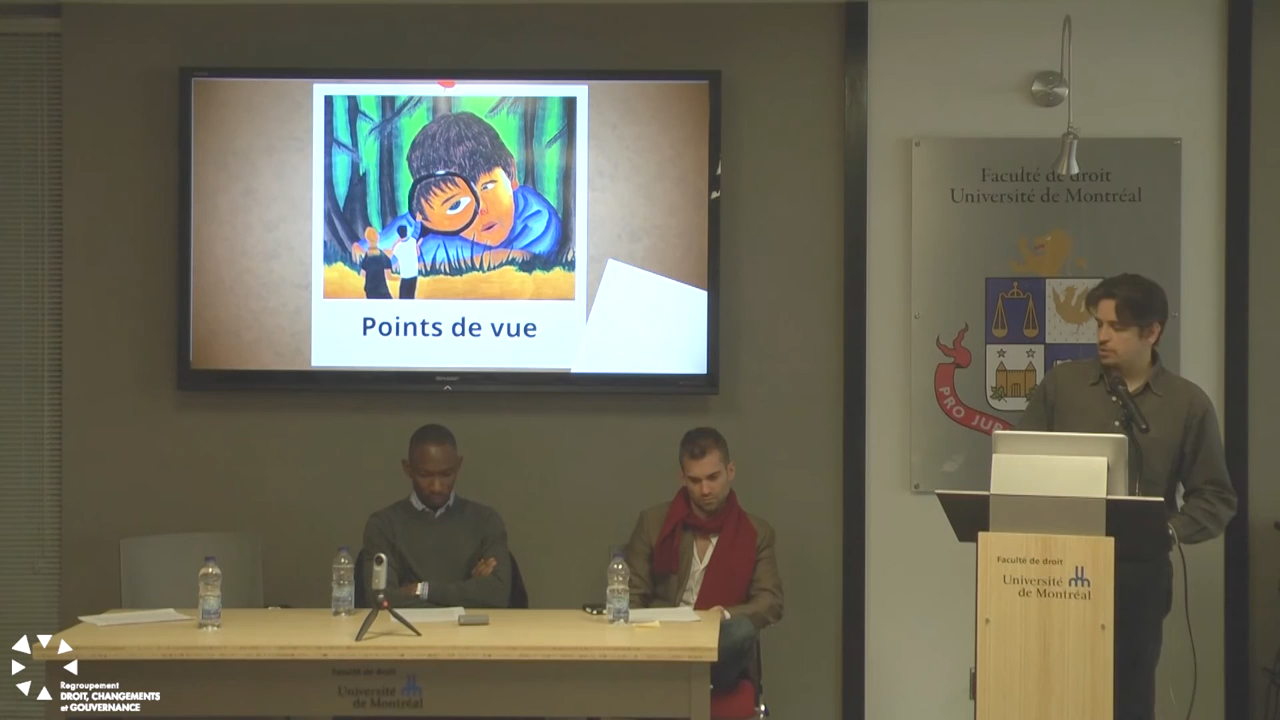 Points de vue
SHARP
Faculté de droit
Université de Montréal
PRO JUR
Faculté de droit
Université
de Montréal
Faculté de droit
Université
de Montréal
Regroupement
DROIT, CHANGEMENTS
et GOUVERNANCE